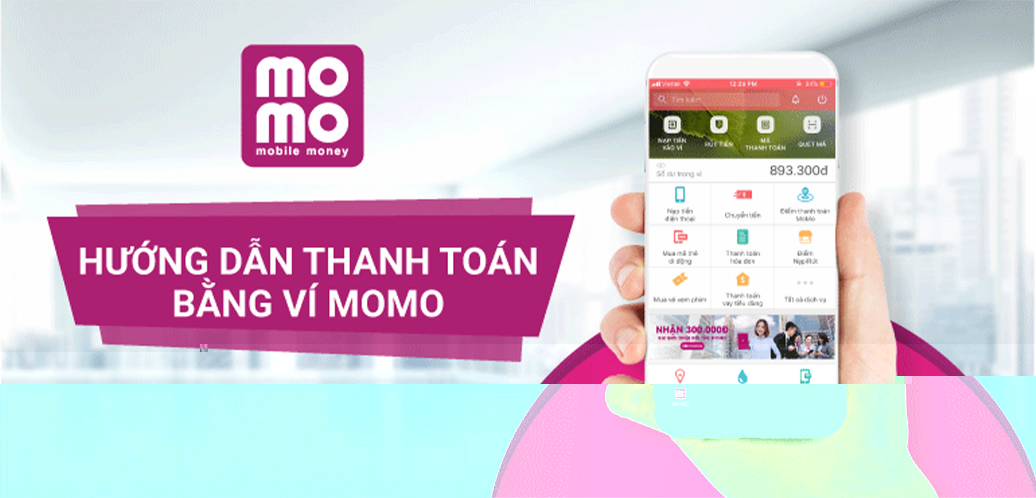 mo
mo
mobile money
HƯỚNG DẪN THANH TOÁN
BẰNG VÍ MOMO
Viettel
12:23 PM
34%
Tìm kiếm
NẠP TIỀN
VÀO VÍ
RÚT TIỀN
MÃ
THANH TOÁN
QUÉT MÃ
Số dư trong ví
893.300đ
Nạp tiền
điện thoại
Chuyển tiền
Điểm thanh toán
MoMo
Mua mã thẻ
di động
Thanh toán
hóa đơn
Điểm
Nạp/Rút
Mua vé xem phim
Thanh toán
vay tiêu dùng
Tất cả dịch vụ
NHẬN 300.000Đ